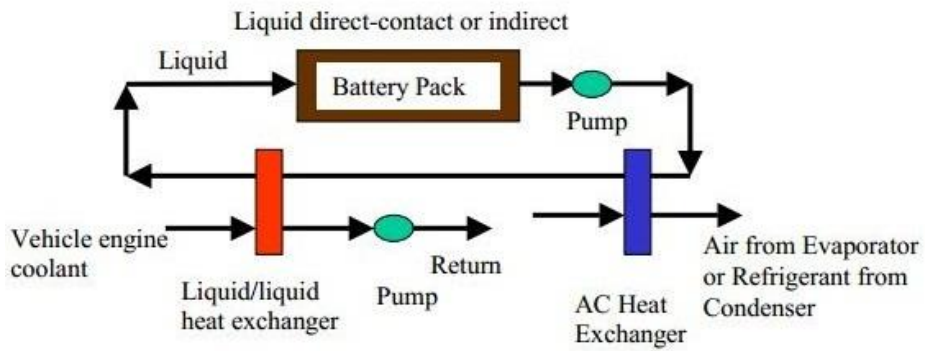 Liquid direct-contact or indirect
Liquid
Battery Pack
Pump
Vehicle engine
coolant
Liquid/liquid
heat exchanger
Pump
Return
AC Heat
Exchanger
Air from Evaporator
or Refrigerant from
Condenser